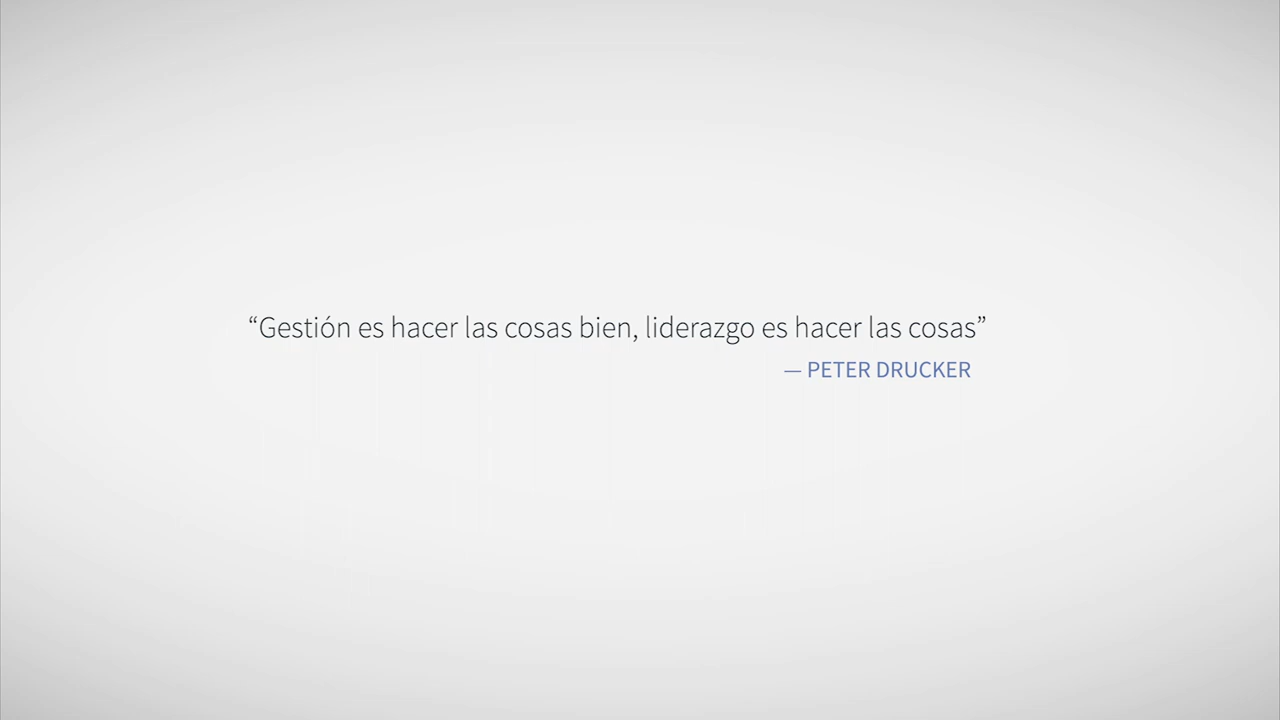 “Gestión es hacer las cosas bien, liderazgo es hacer las cosas”
— PETER DRUCKER